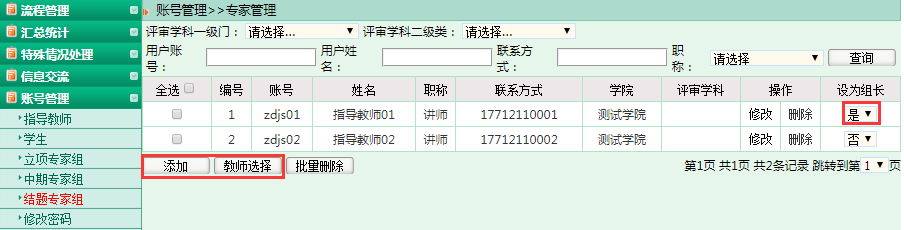 流程管理
汇总统计
特殊情况处理
信息交流
账号管理
指导教师
学生
立项专家组
中期专家组
结题专家组
修改密码
账号管理>>专家管理
评审学科一级门： 请选择... 评审学科二级类： 请选择...
用户账号： 用户姓名： 联系方式： 职称： 请选择 查询
全选 编号 账号 姓名 职称 联系方式 学院 评审学科 操作 设为组长
1 zdjs01 指导教师01 讲师 17712110001 测试学院 修改 删除 是
2 zdjs02 指导教师02 讲师 17712110002 测试学院 修改 删除 否
添加 教师选择 批量删除 第1页 共1页 共2条记录 跳转到第 1 页